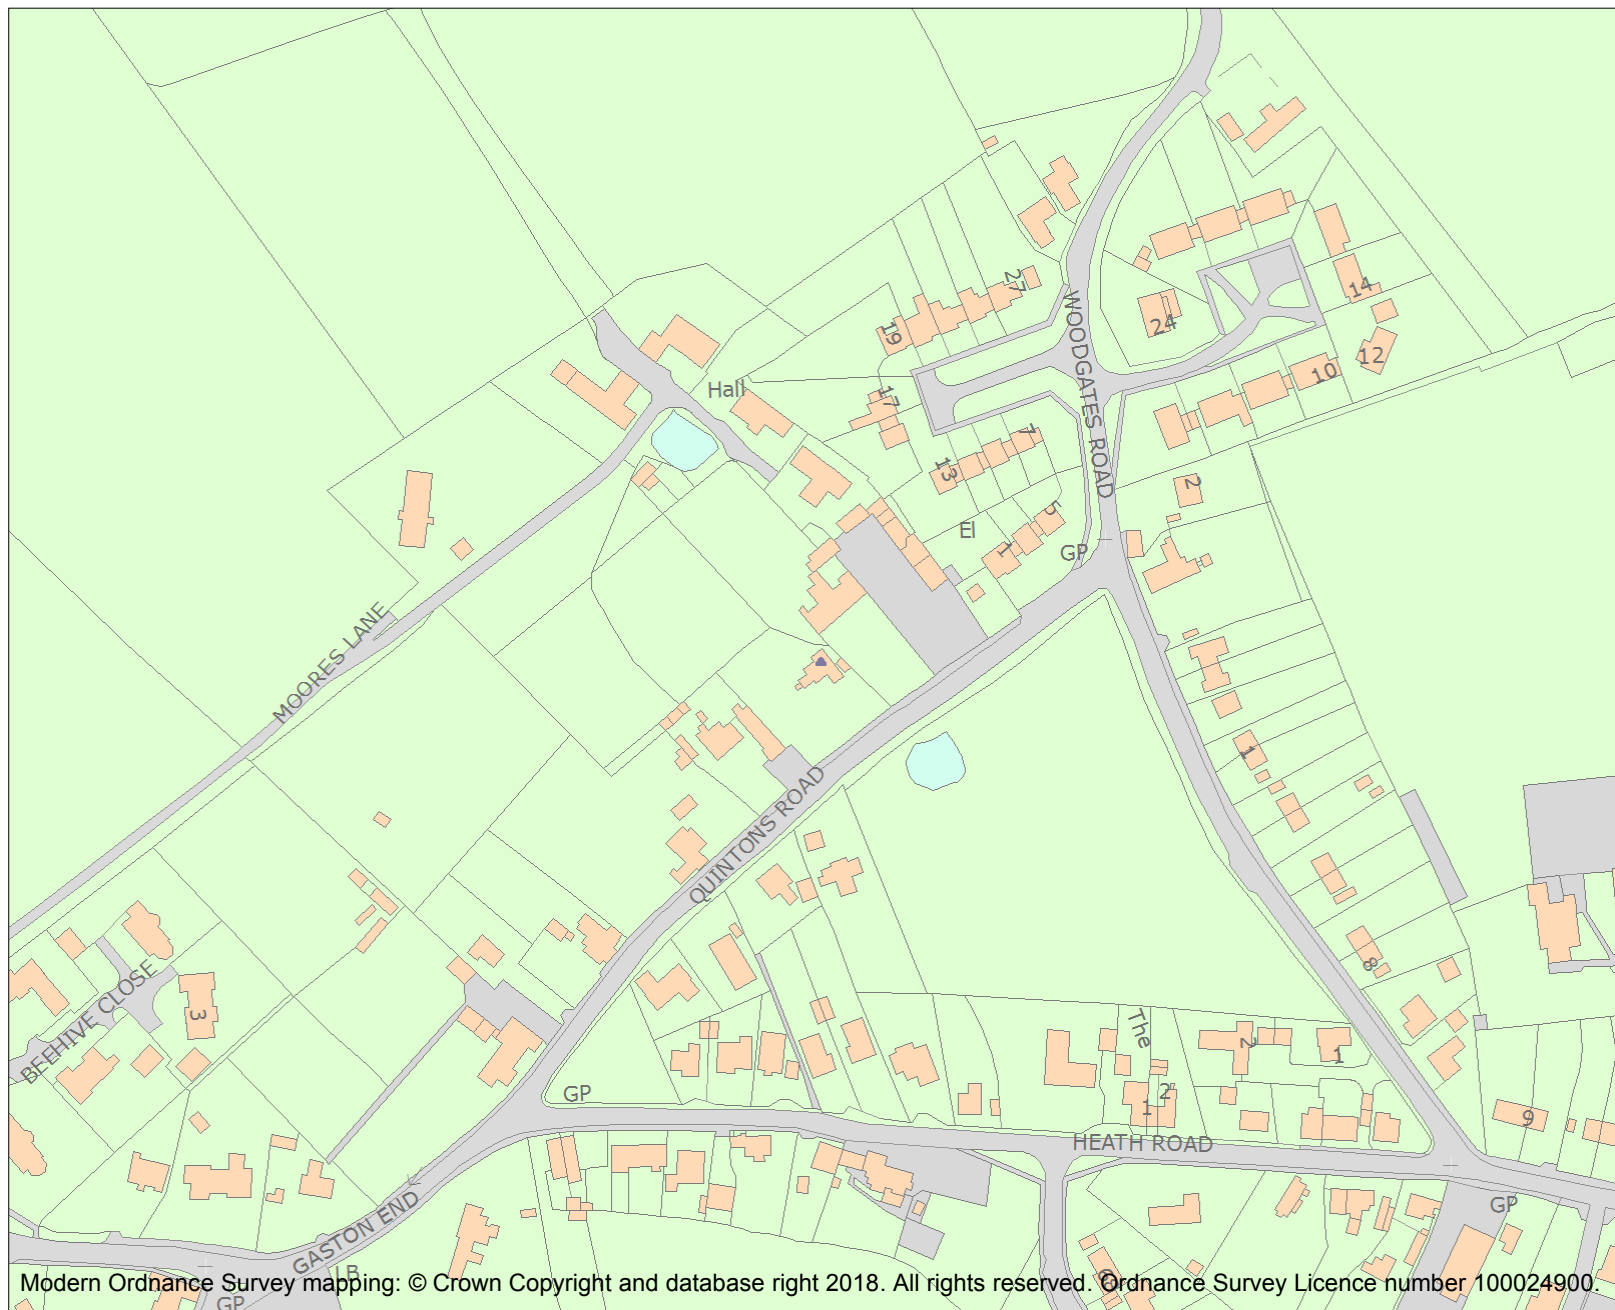 27
14
24
19
WOODGATES ROAD
12
10
Hall
17
7
13
2
5
El
1
GP
MOORES LANE
1
QUINTONS ROAD
8
BEEHIVE CLOSE
3
The
2
1
GP
2
1
9
HEATH ROAD
GP
GASTON END
LB
Modern Ordnance Survey mapping: © Crown Copyright and database right 2018. All rights reserved. Ordnance Survey Licence number 100024900.
GP